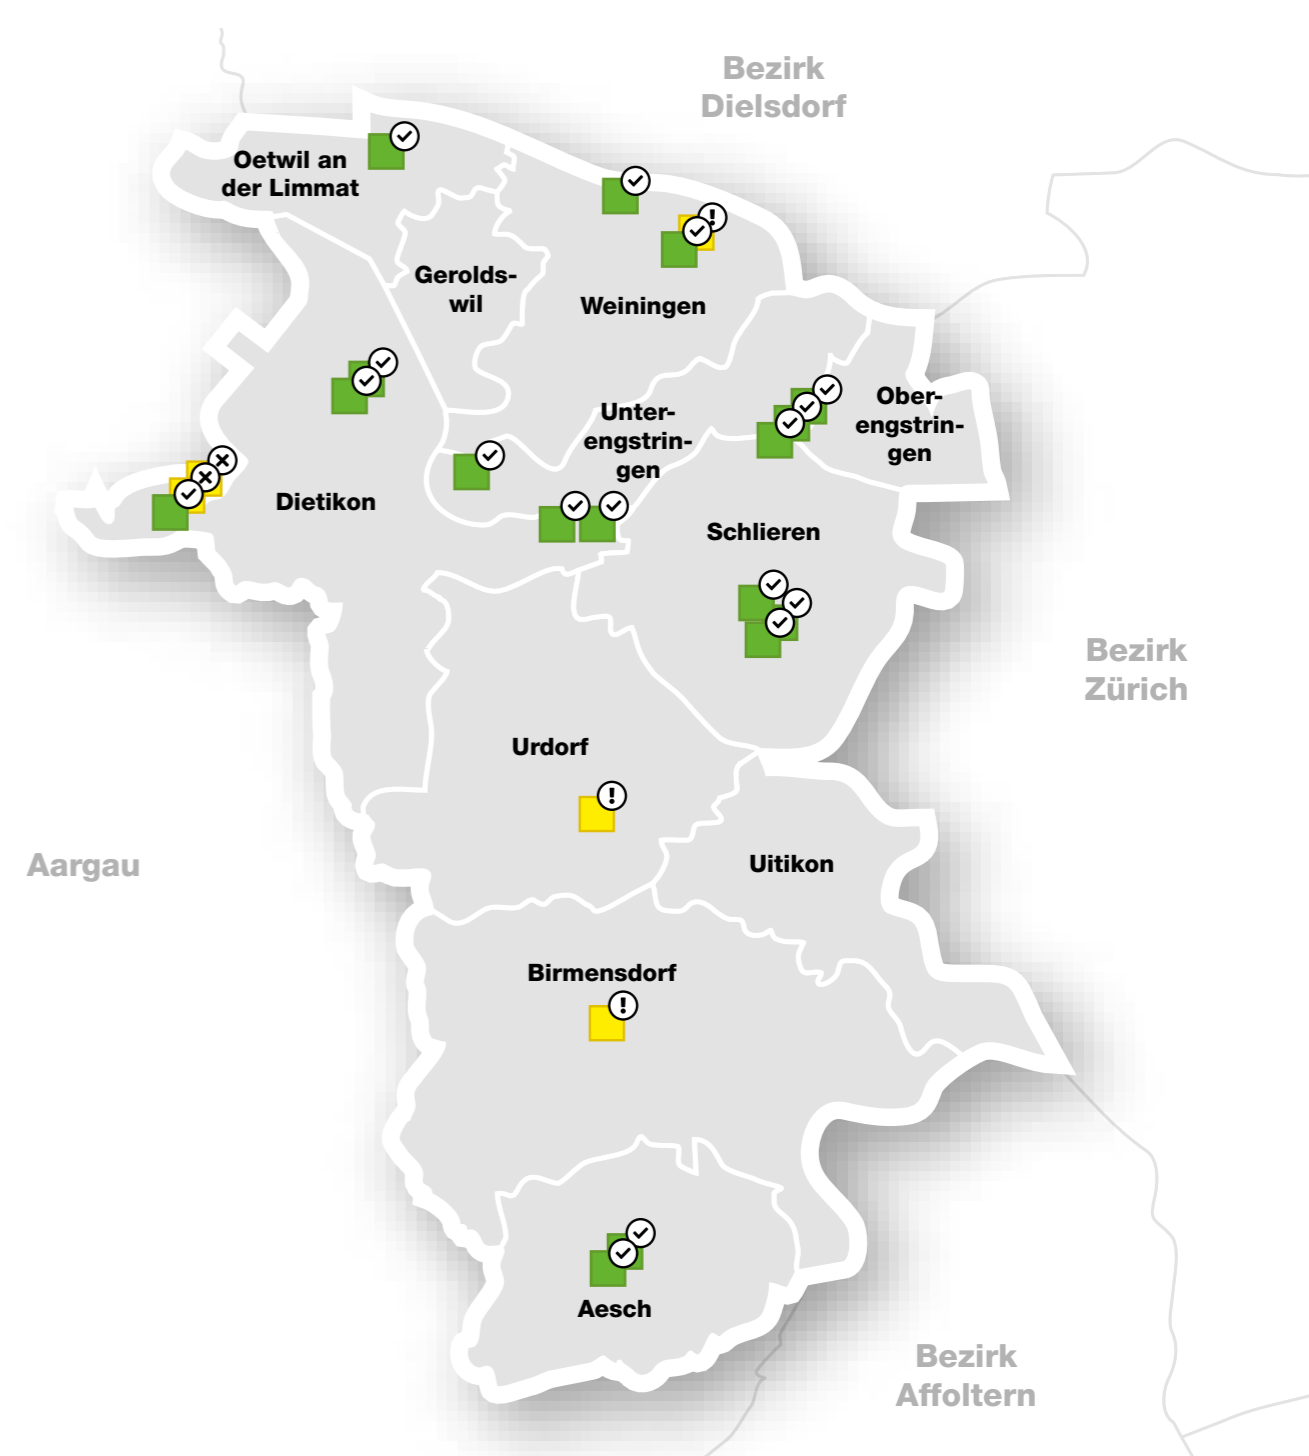 Bezirk
Dielsdorf
Oetwil an
der Limmat
Gerolds-
wil
Weiningen
Ober-
engstrin-
gen
Unter-
engstrin-
gen
Dietikon
Schlieren
Bezirk
Zürich
Urdorf
!
!
Aargau
Uitikon
Birmensdorf
!
Aesch
Bezirk
Affoltern